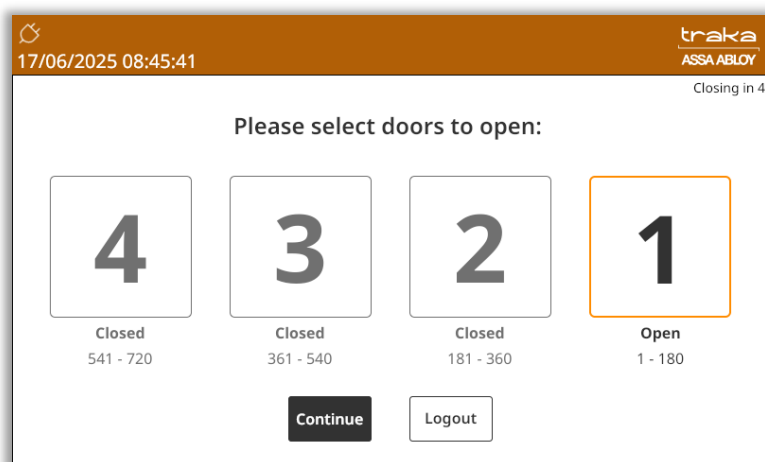 traka
17/06/2025 08:45:41
ASSA ABLOY
Closing in 4
Please select doors to open:
4 3 2 1
Closed Closed Closed Open
541 - 720 361 - 540 181 - 360 1 - 180
Continue Logout